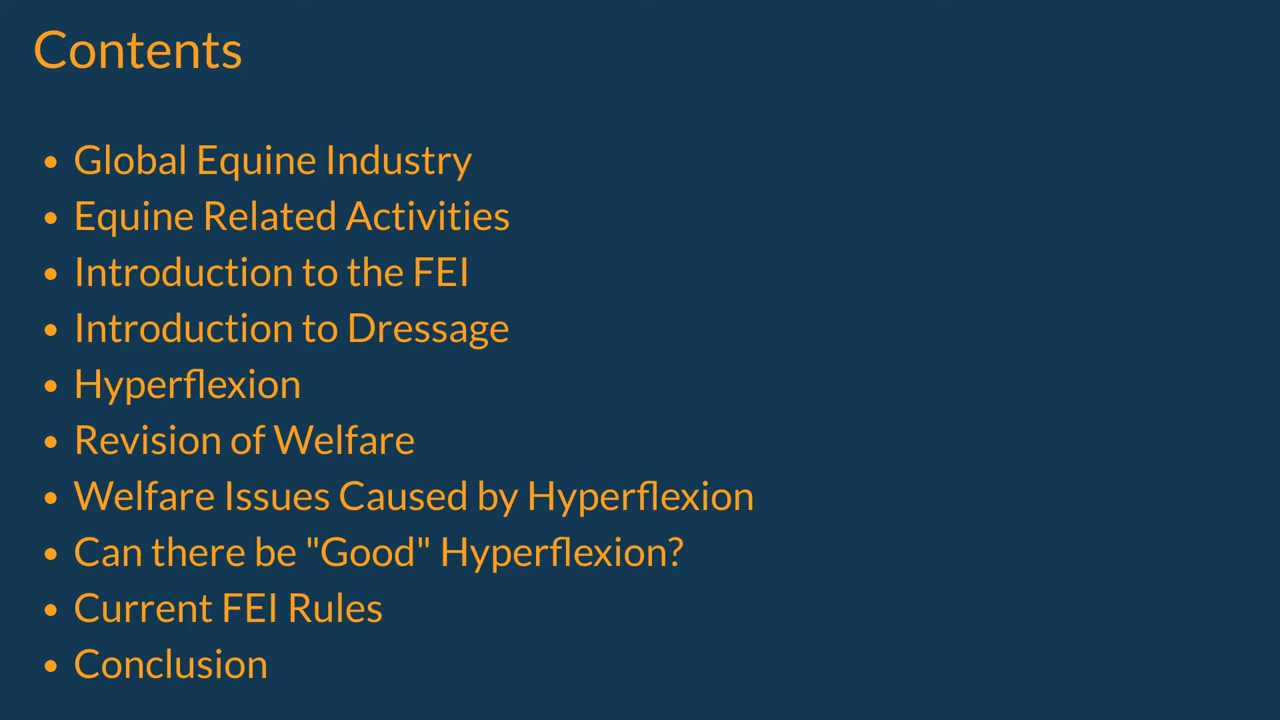 Contents
• Global Equine Industry
• Equine Related Activities
• Introduction to the FEI
• Introduction to Dressage
• Hyperflexion
• Revision of Welfare
• Welfare Issues Caused by Hyperflexion
• Can there be "Good" Hyperflexion?
• Current FEI Rules
• Conclusion